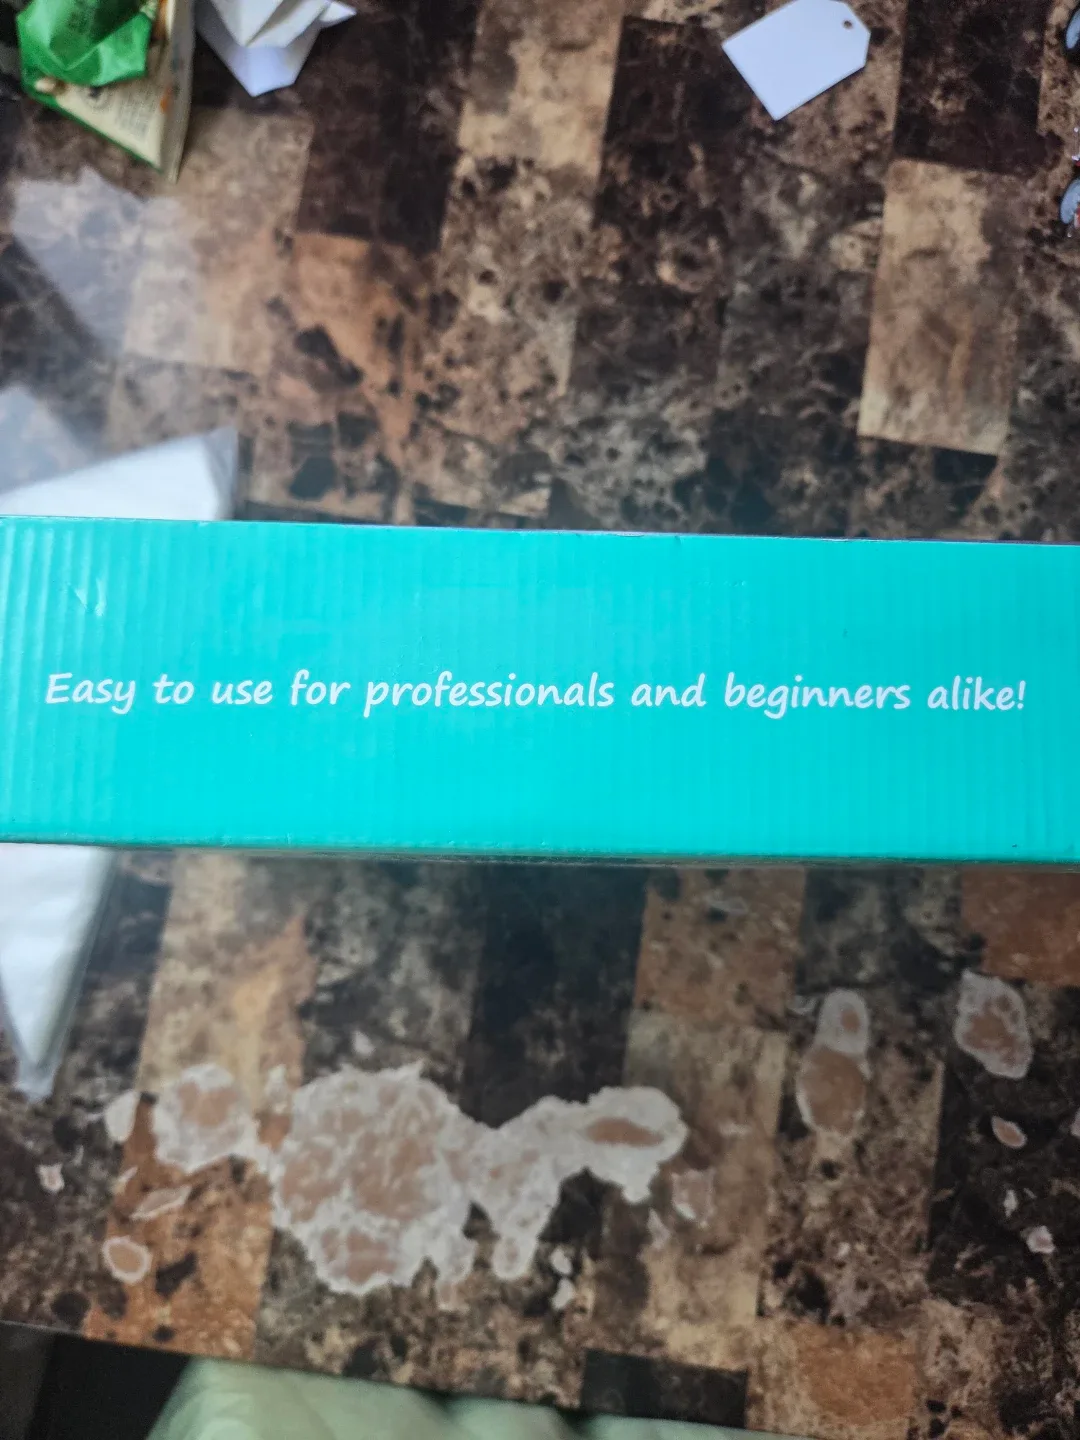 Easy to use for professionals and beginners alike!